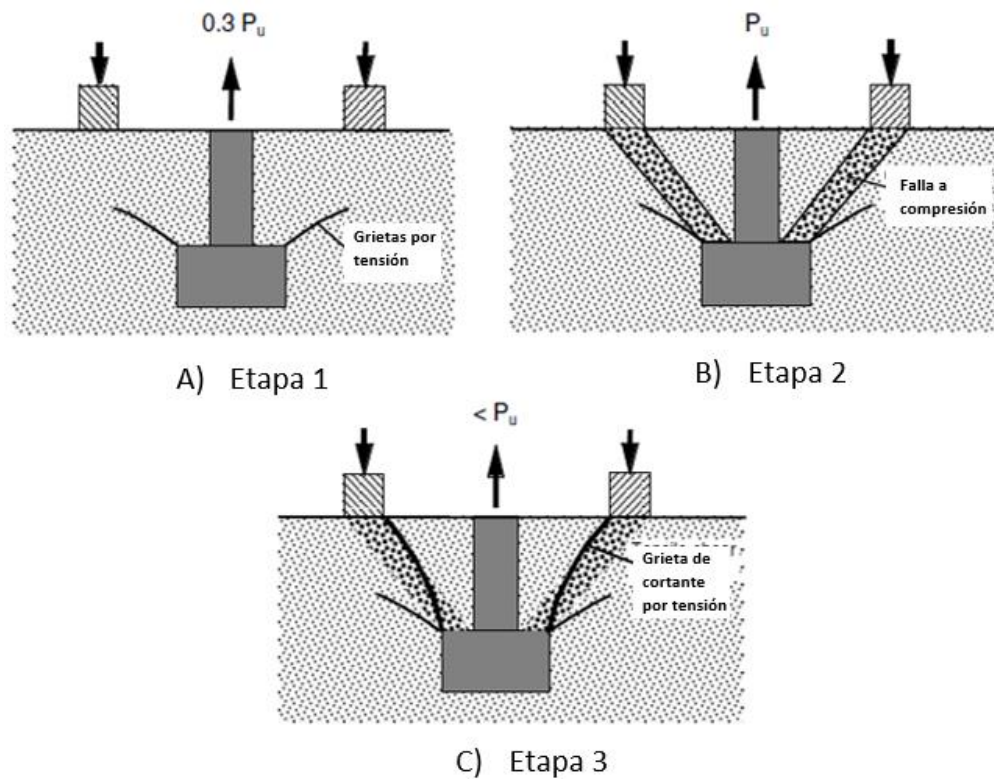 0.3 Pu
Pu
Grietas por
tensión
Falla a
compresión
A) Etapa 1
B) Etapa 2
< Pu
Grieta de
cortante
por tensión
C) Etapa 3